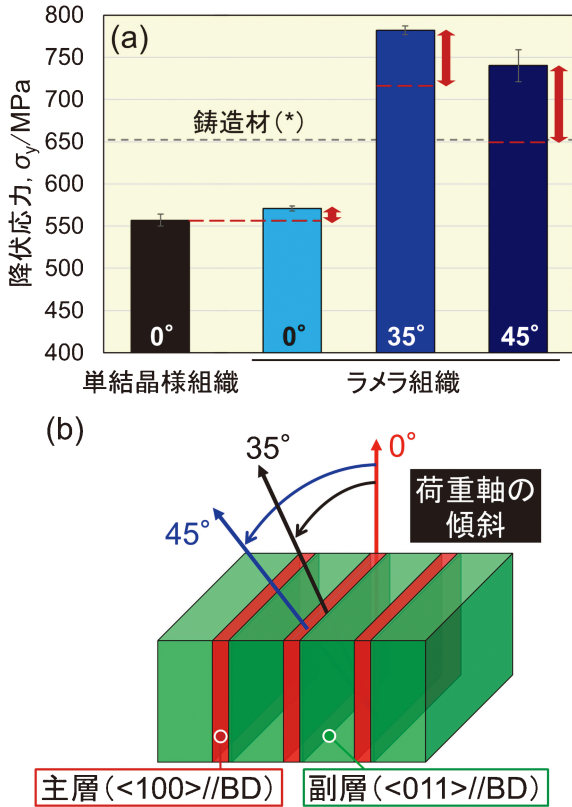 (a)
降伏応力, σy/MPa
800
750
700
650
600
550
500
450
400
鋳造材(*)
0°
0°
35°
45°
単結晶様組織
ラメラ組織
(b)
0°
35°
45°
荷重軸の
傾斜
主層(<100>//BD)
副層(<011>//BD)